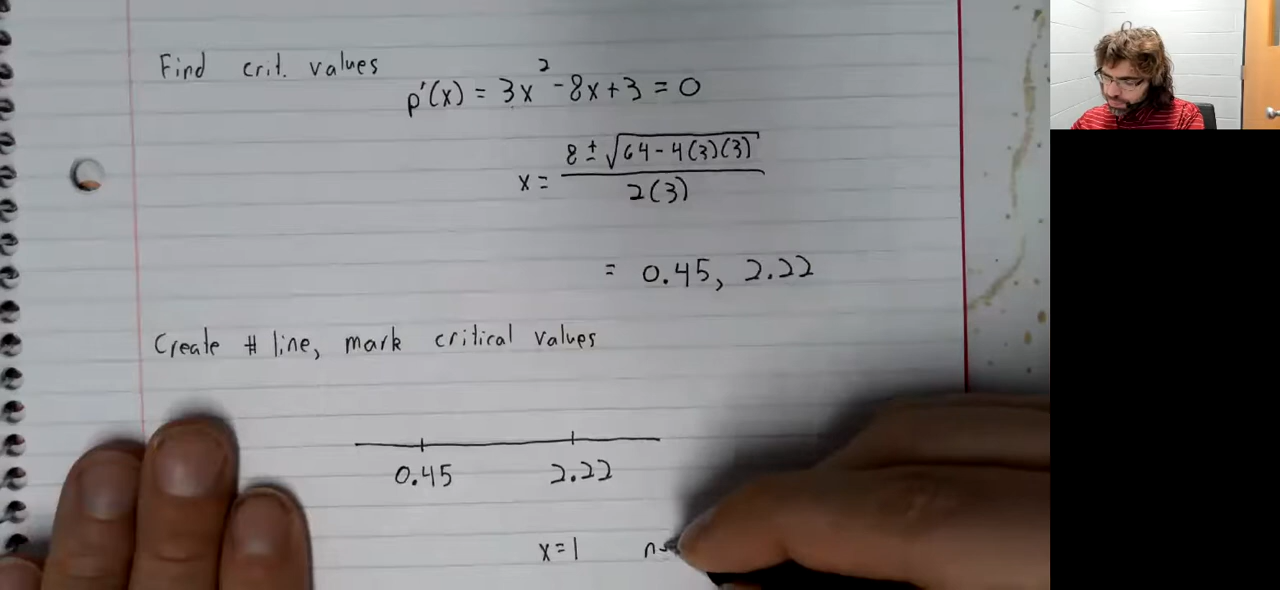 Find crit. values
p'(x) = 3x² - 8x + 3 = 0
x = (8 ± √(64 - 4(3)(3))) / 2(3)
= 0.45, 2.22
Create # line, mark critical values
0.45 2.22
x = 1